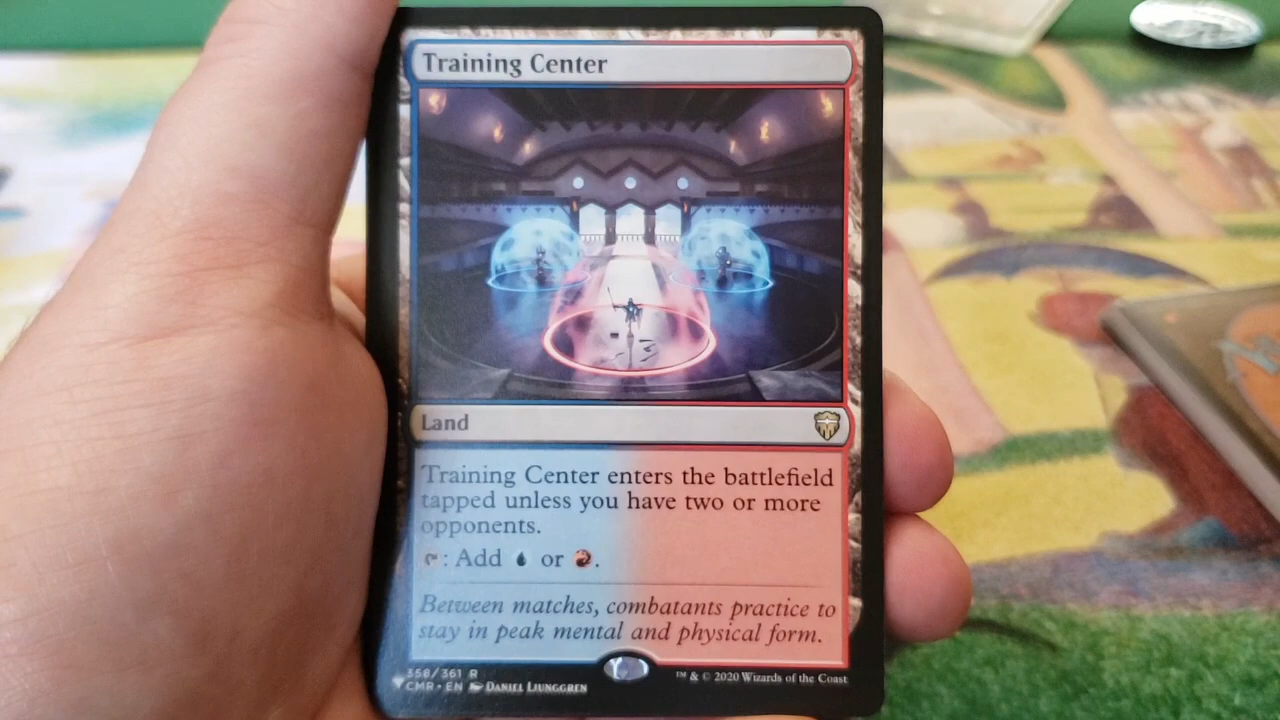 Training Center
Land
Training Center enters the battlefield
tapped unless you have two or more
opponents.
: Add or .
Between matches, combatants practice to
stay in peak mental and physical form.
358/361 R
CMR • EN Daniel Ljunggren
™ & © 2020 Wizards of the Coast